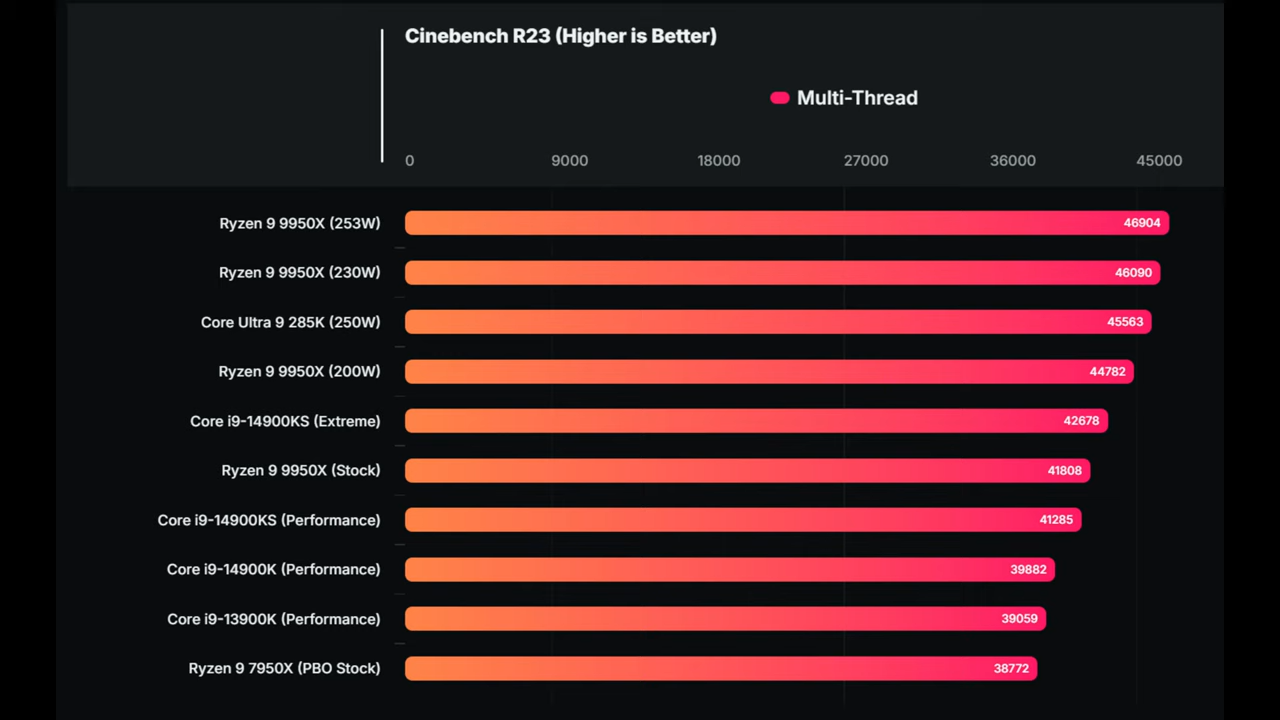 Cinebench R23 (Higher is Better)
Multi-Thread
0 9000 18000 27000 36000 45000
Ryzen 9 9950X (253W) 46904
Ryzen 9 9950X (230W) 46090
Core Ultra 9 285K (250W) 45563
Ryzen 9 9950X (200W) 44782
Core i9-14900KS (Extreme) 42678
Ryzen 9 9950X (Stock) 41808
Core i9-14900KS (Performance) 41285
Core i9-14900K (Performance) 39882
Core i9-13900K (Performance) 39059
Ryzen 9 7950X (PBO Stock) 38772